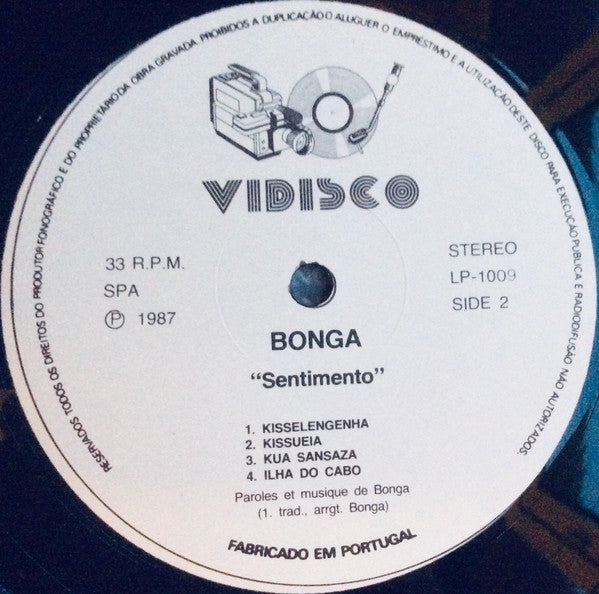 RESERVADOS TODOS OS DIREITOS DO PRODUTOR FONOGRÁFICO E DO PROPRIETÁRIO DA OBRA GRAVADA PROIBIDOS A DUPLICAÇÃO O ALUGUER O EMPRÉSTIMO E A UTILIZAÇÃO DESTE DISCO PARA EXECUÇÃO PUBLICA E RADIODIFUSÃO NÃO AUTORIZADOS.
VIDISCO
33 R.P.M.
SPA
Ⓟ 1987
STEREO
LP-1009
SIDE 2
BONGA
“Sentimento”
1. KISSELENGENHA
2. KISSUEIA
3. KUA SANSAZA
4. ILHA DO CABO
Paroles et musique de Bonga
(1. trad., arrgt. Bonga)
FABRICADO EM PORTUGAL